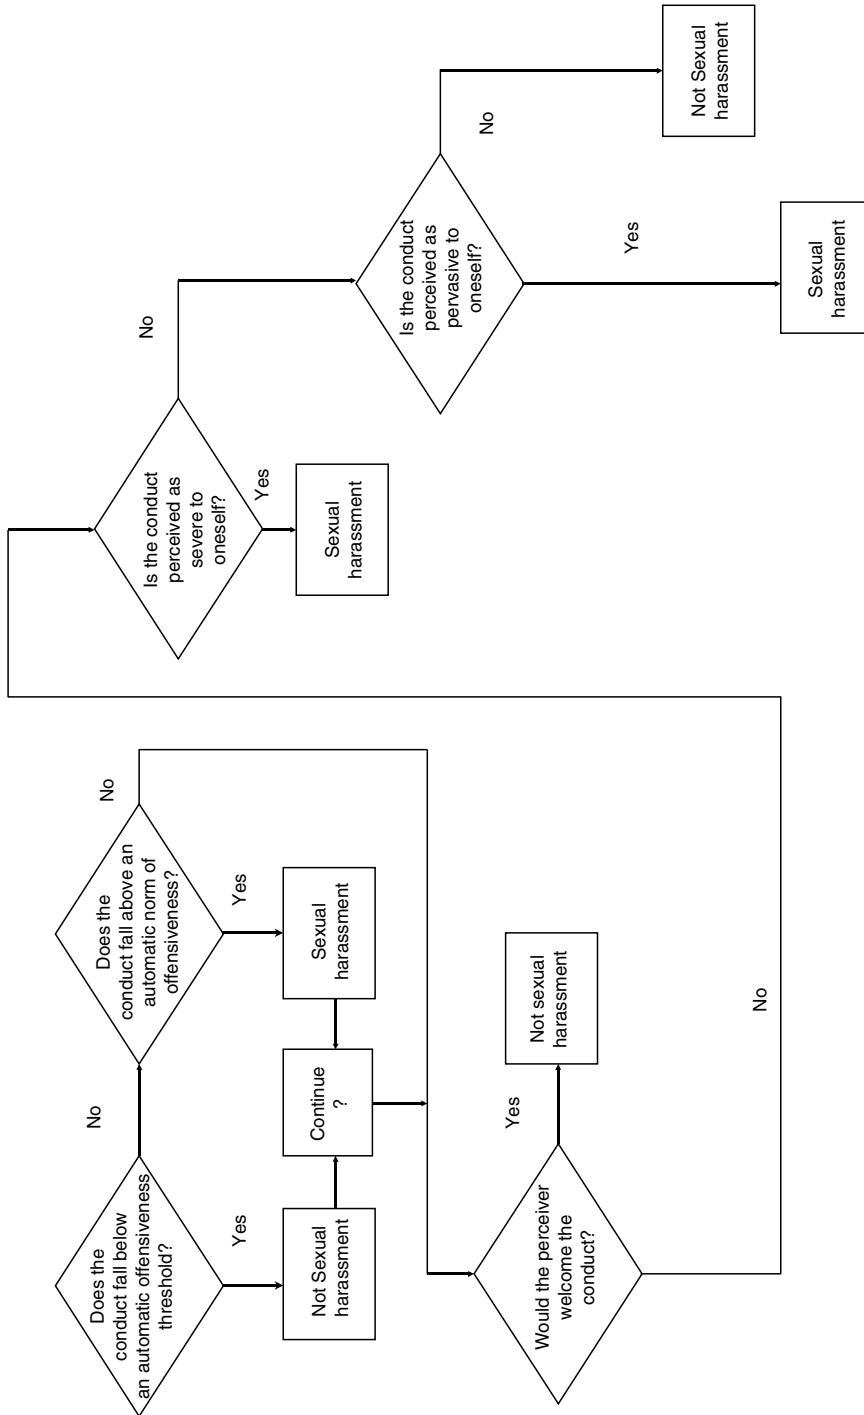 Does the
conduct fall below
an automatic offensiveness
threshold?
No
Yes
Not Sexual
harassment
Does the
conduct fall above an
automatic norm of
offensiveness?
No
Yes
Sexual
harassment
Continue
?
Would the perceiver
welcome the
conduct?
Yes
Not sexual
harassment
No
Is the conduct
perceived as
severe to
oneself?
No
Yes
Sexual
harassment
Is the conduct
perceived as
pervasive to
oneself?
No
Not Sexual
harassment
Yes
Sexual
harassment